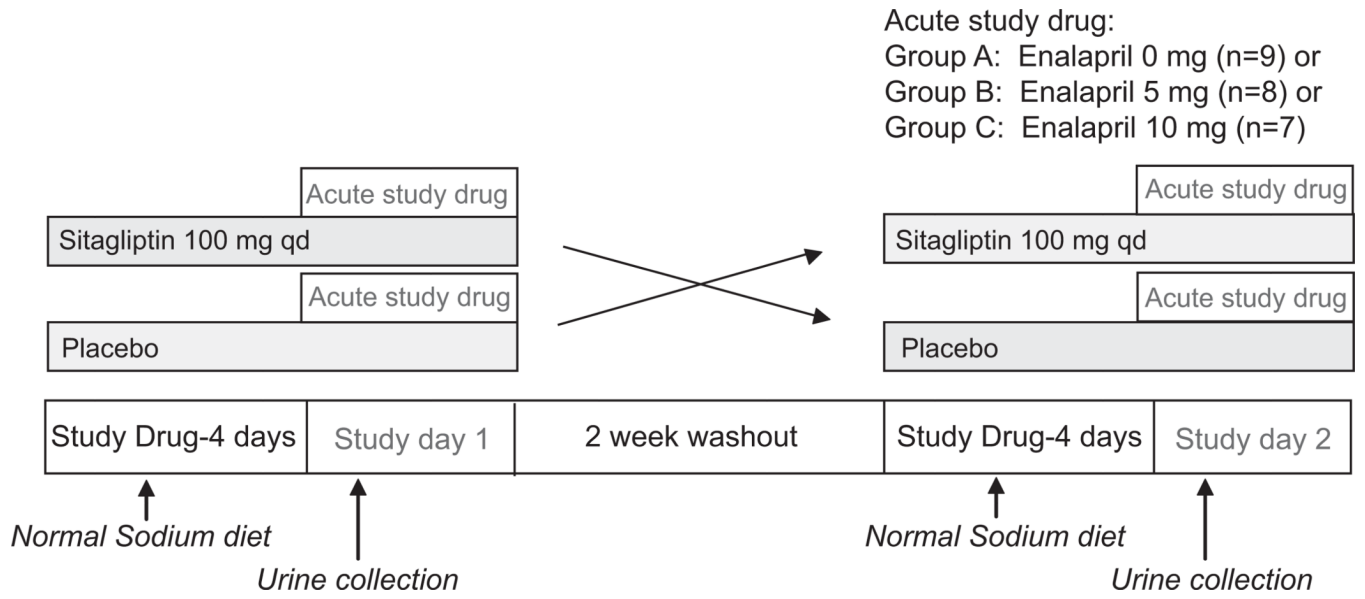 Acute study drug:
Group A: Enalapril 0 mg (n=9) or
Group B: Enalapril 5 mg (n=8) or
Group C: Enalapril 10 mg (n=7)
Acute study drug
Sitagliptin 100 mg qd
Acute study drug
Placebo
Acute study drug
Sitagliptin 100 mg qd
Acute study drug
Placebo
Study Drug-4 days
Study day 1
2 week washout
Study Drug-4 days
Study day 2
Normal Sodium diet
Urine collection
Normal Sodium diet
Urine collection